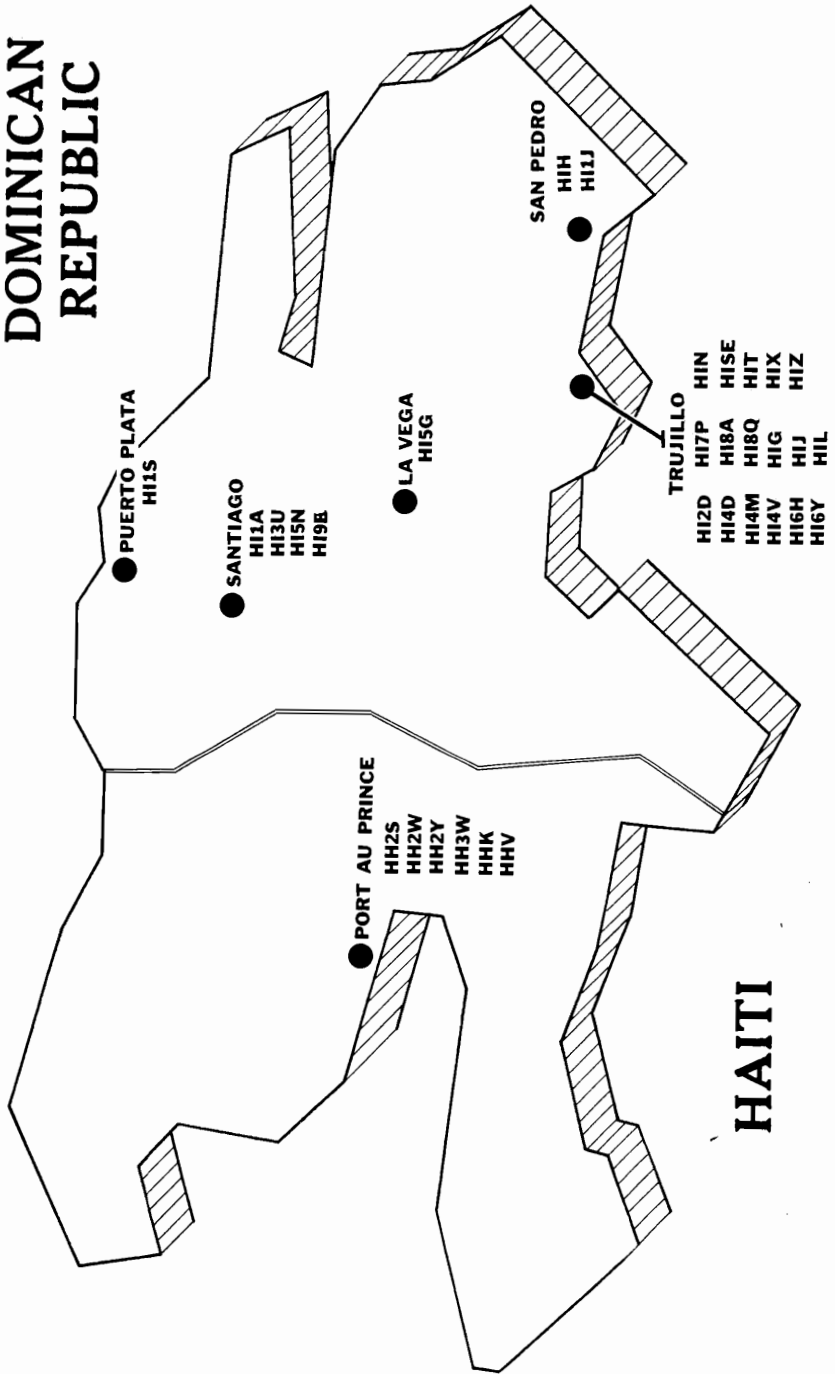 DOMINICAN
REPUBLIC
PUERTO PLATA
HI1S
SANTIAGO
HI1A
HI3U
HI5N
HI9B
LA VEGA
HI5G
SAN PEDRO
HIH
HI1J
TRUJILLO
HI2D HI7P HIN
HI4D HI8A HISE
HI4M HI8Q HIT
HI4V HIG HIX
HI6H HIJ HIZ
HI6Y HIL
PORT AU PRINCE
HH2S
HH2W
HH2Y
HH3W
HHK
HHV
HAITI